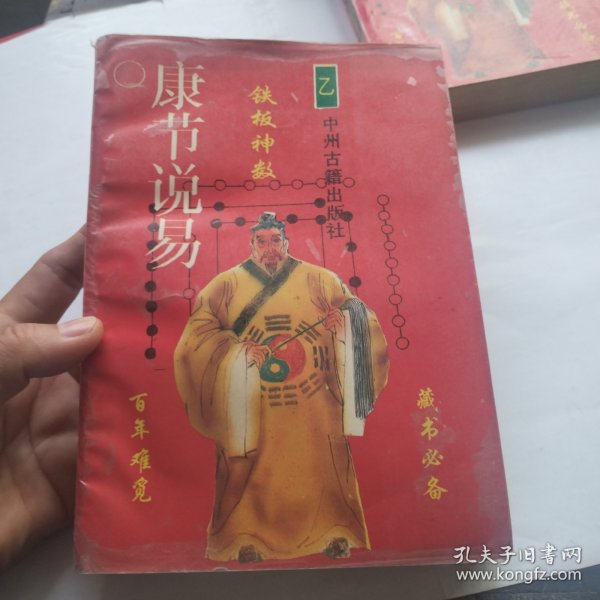 康节说易
铁板神数
乙
中州古籍出版社
百年难觅
藏书必备
孔夫子旧书网
www.kongfz.com